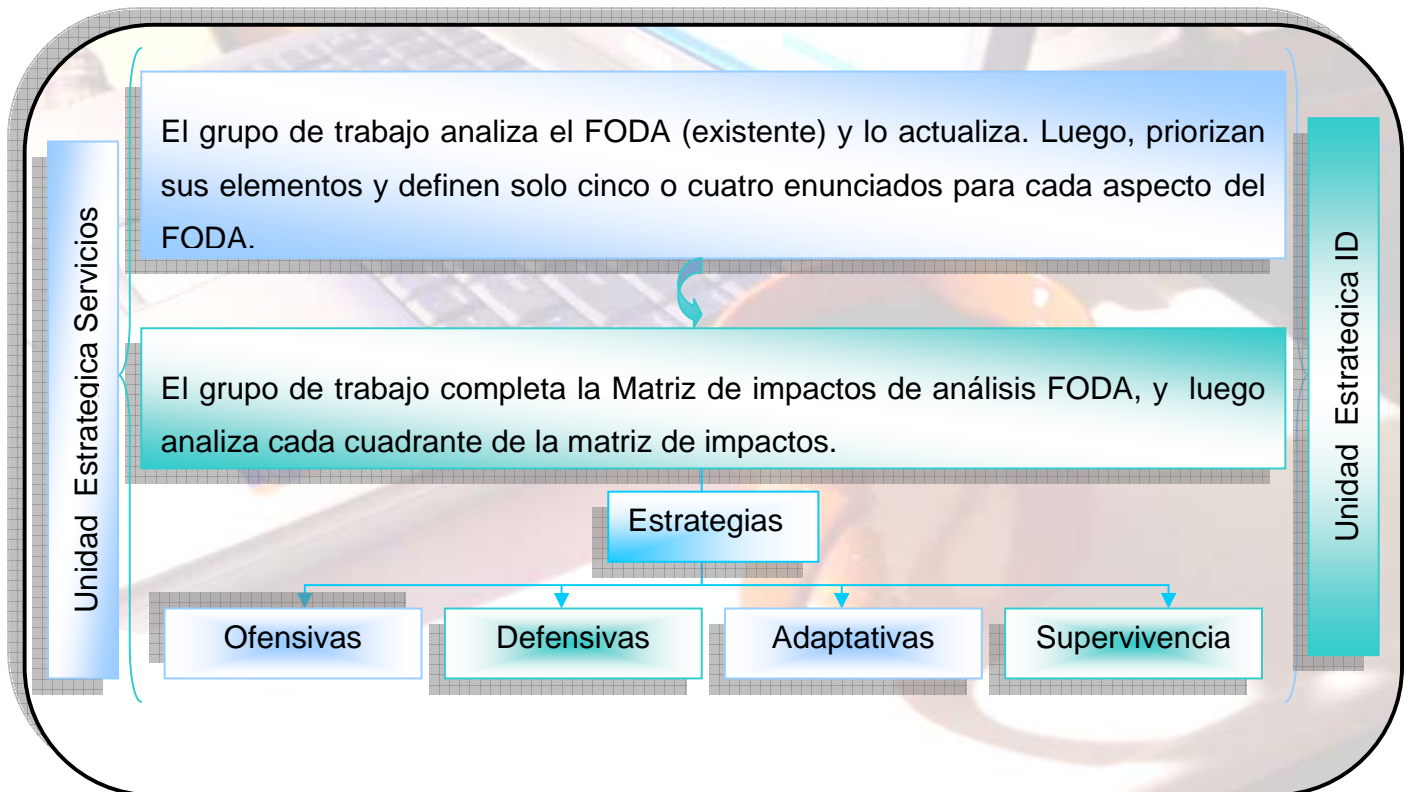 El grupo de trabajo analiza el FODA (existente) y lo actualiza. Luego, priorizan
sus elementos y definen solo cinco o cuatro enunciados para cada aspecto del
FODA.
Unidad Estrategica Servicios
Unidad Estrategica ID
El grupo de trabajo completa la Matriz de impactos de análisis FODA, y luego
analiza cada cuadrante de la matriz de impactos.
Estrategias
Ofensivas
Defensivas
Adaptativas
Supervivencia